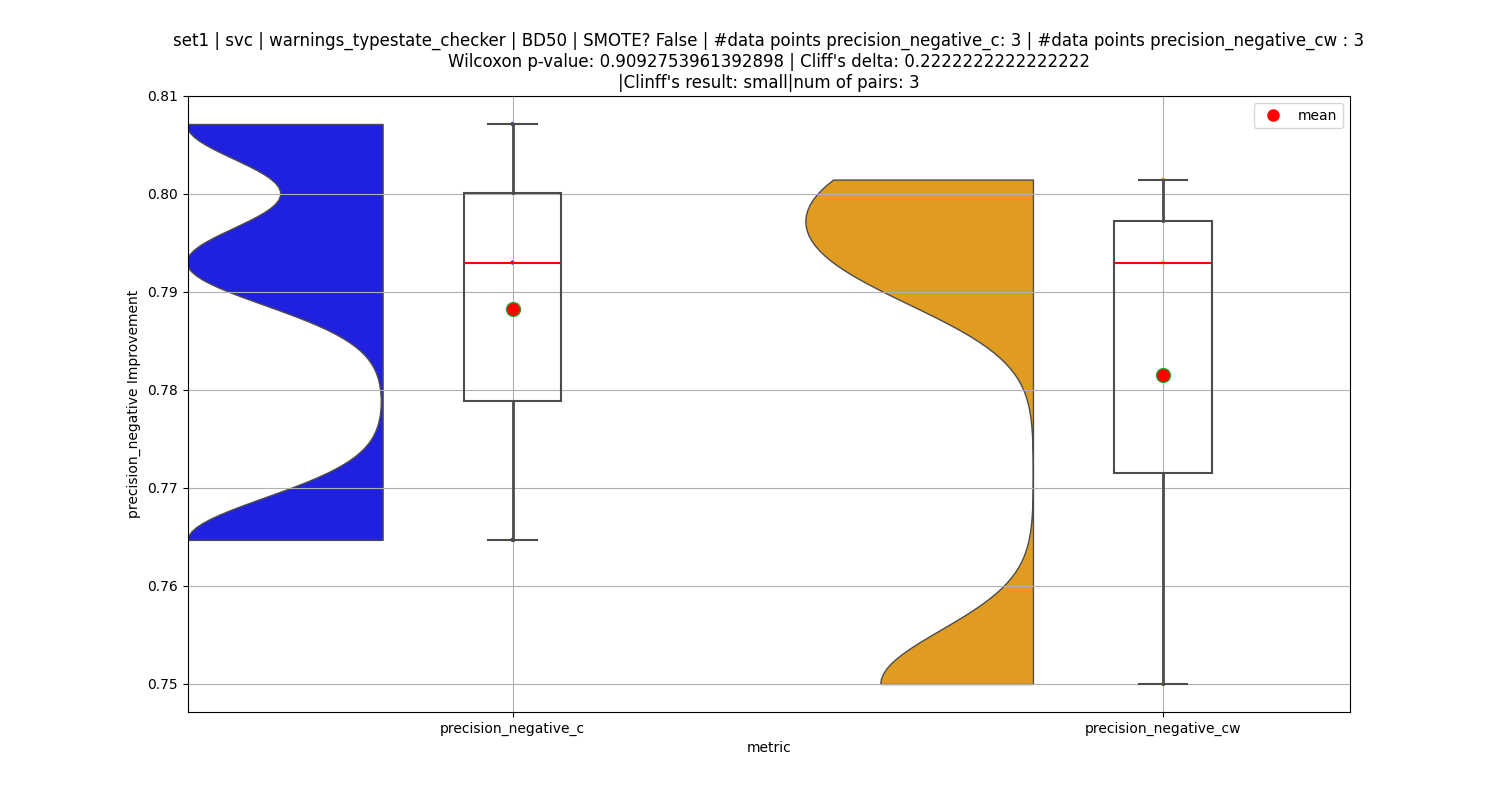 set1 | svc | warnings_typestate_checker | BD50 | SMOTE? False | #data points precision_negative_c: 3 | #data points precision_negative_cw : 3
Wilcoxon p-value: 0.9092753961392898 | Cliff's delta: 0.2222222222222222
|Clinff's result: small|num of pairs: 3
0.81
0.80
0.79
0.78
0.77
0.76
0.75
precision_negative Improvement
mean
precision_negative_c
precision_negative_cw
metric